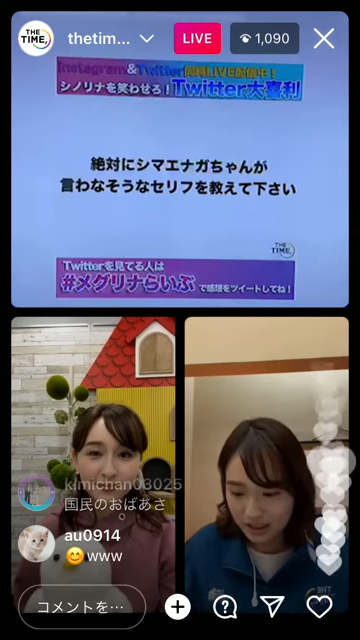 THE TIME,
thetim...
LIVE
1,090
Instagram&Twitter同時LIVE配信中！
シノリナを笑わせろ！Twitter大喜利
絶対にシマエナガちゃんが
言わなそうなセリフを教えて下さい
THE TIME,
Twitterを見てる人は
#メグリナらいぶ で感想をツイートしてね！
kimichan03025
国民のおばあさ
au0914
😊www
コメントを…